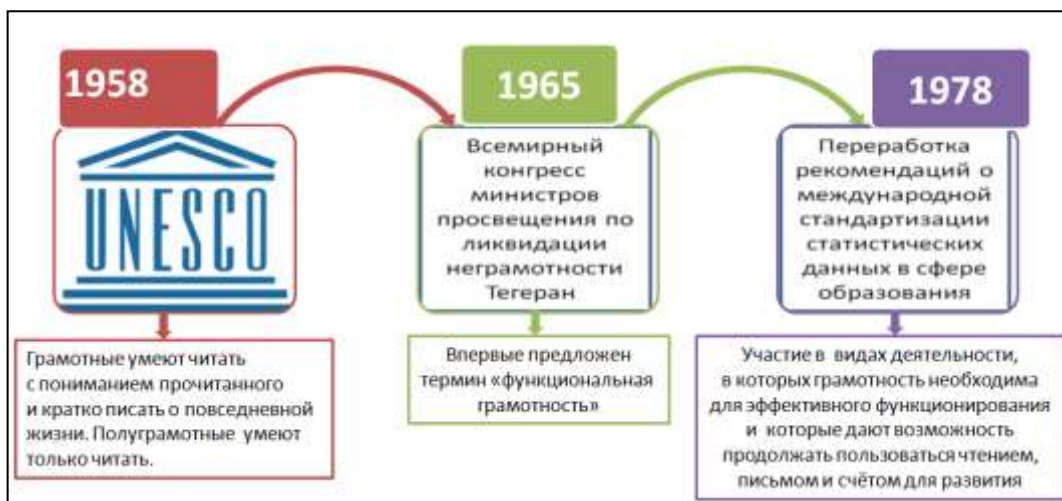 1958
UNESCO
Грамотные умеют читать
с пониманием прочитанного
и кратко писать о повседневной
жизни. Полуграмотные умеют
только читать.
1965
Всемирный
конгресс
министров
просвещения по
ликвидации
неграмотности
Тегеран
Впервые предложен
термин «функциональная
грамотность»
1978
Переработка
рекомендаций о
международной
стандартизации
статистических
данных в сфере
образования
Участие в видах деятельности,
в которых грамотность необходима
для эффективного функционирования
и которые дают возможность
продолжать пользоваться чтением,
письмом и счётом для развития